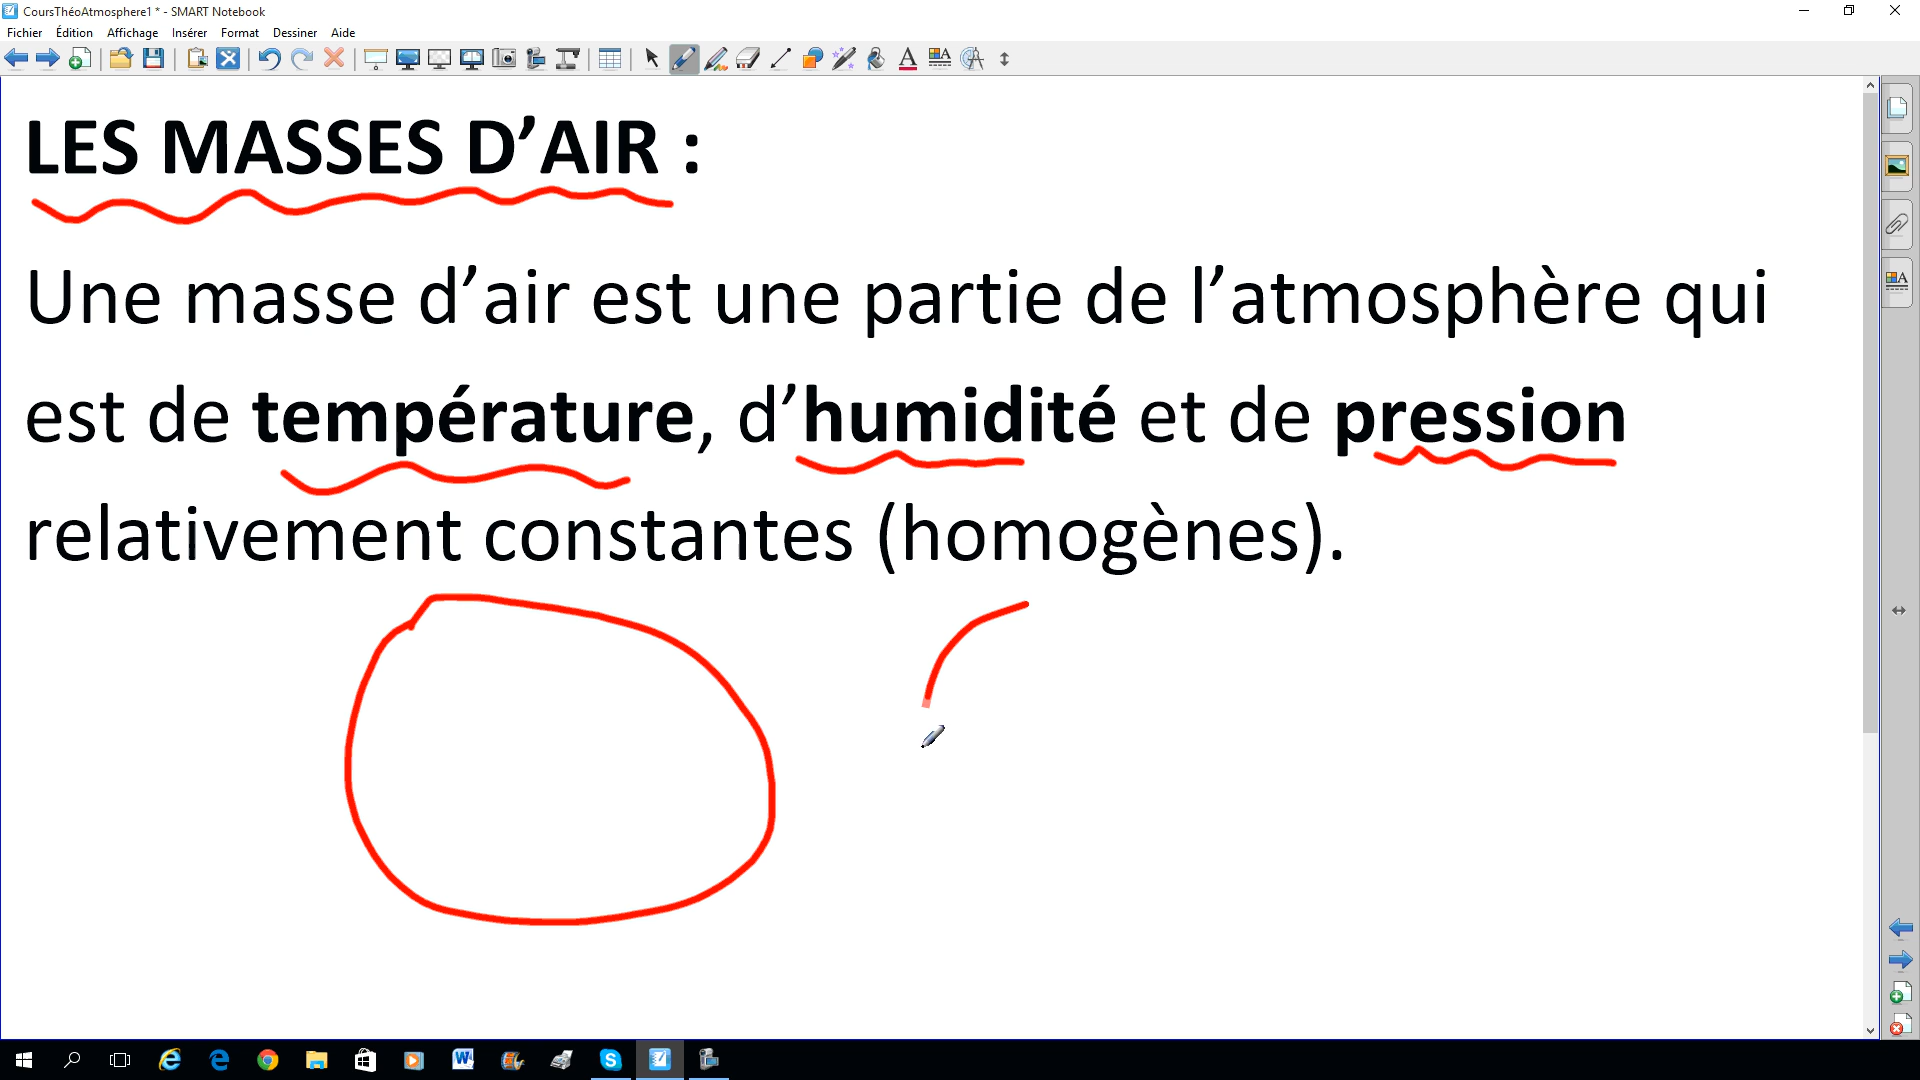 CoursThéoAtmosphere1 * - SMART Notebook
Fichier Édition Affichage Insérer Format Dessiner Aide
LES MASSES D’AIR :
Une masse d’air est une partie de l’atmosphère qui
est de température, d’humidité et de pression
relativement constantes (homogènes).